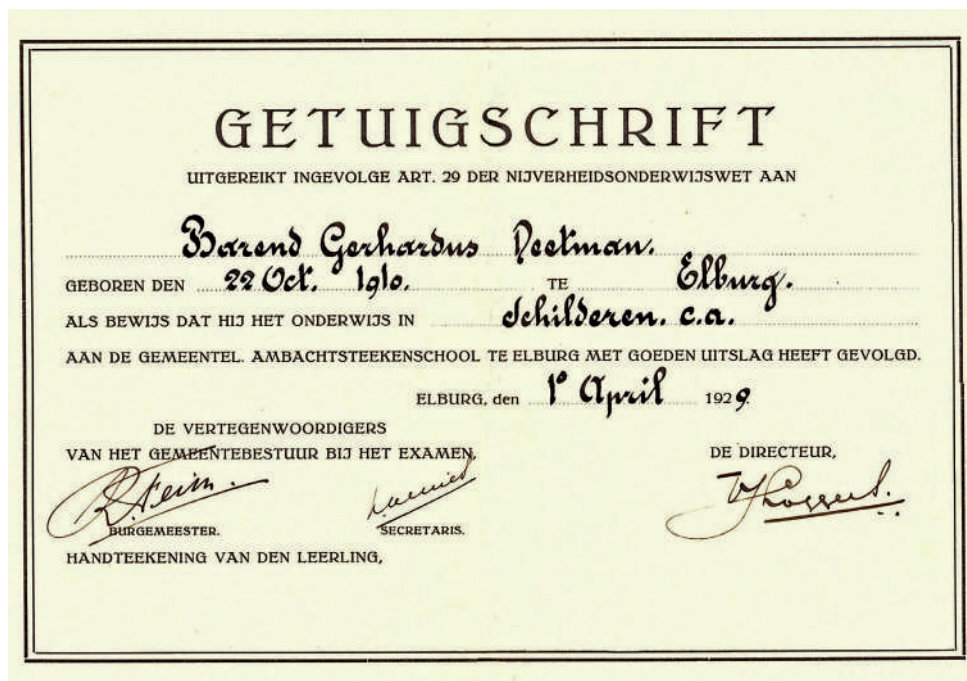 GETUIGSCHRIFT
UITGEREIKT INGEVOLGE ART. 29 DER NIJVERHEIDSONDERWIJSWET AAN
Barend Gerhardus Deetman.
GEBOREN DEN 22 Oct. 1910. TE Elburg.
ALS BEWIJS DAT HIJ HET ONDERWIJS IN Schilderen. c.a.
AAN DE GEMEENTEL. AMBACHTSTEEKENSCHOOL TE ELBURG MET GOEDEN UITSLAG HEEFT GEVOLGD.
ELBURG, den 1e April 1929.
DE VERTEGENWOORDIGERS
VAN HET GEMEENTEBESTUUR BIJ HET EXAMEN,
DE DIRECTEUR,
BURGEMEESTER.
SECRETARIS.
HANDTEEKENING VAN DEN LEERLING,